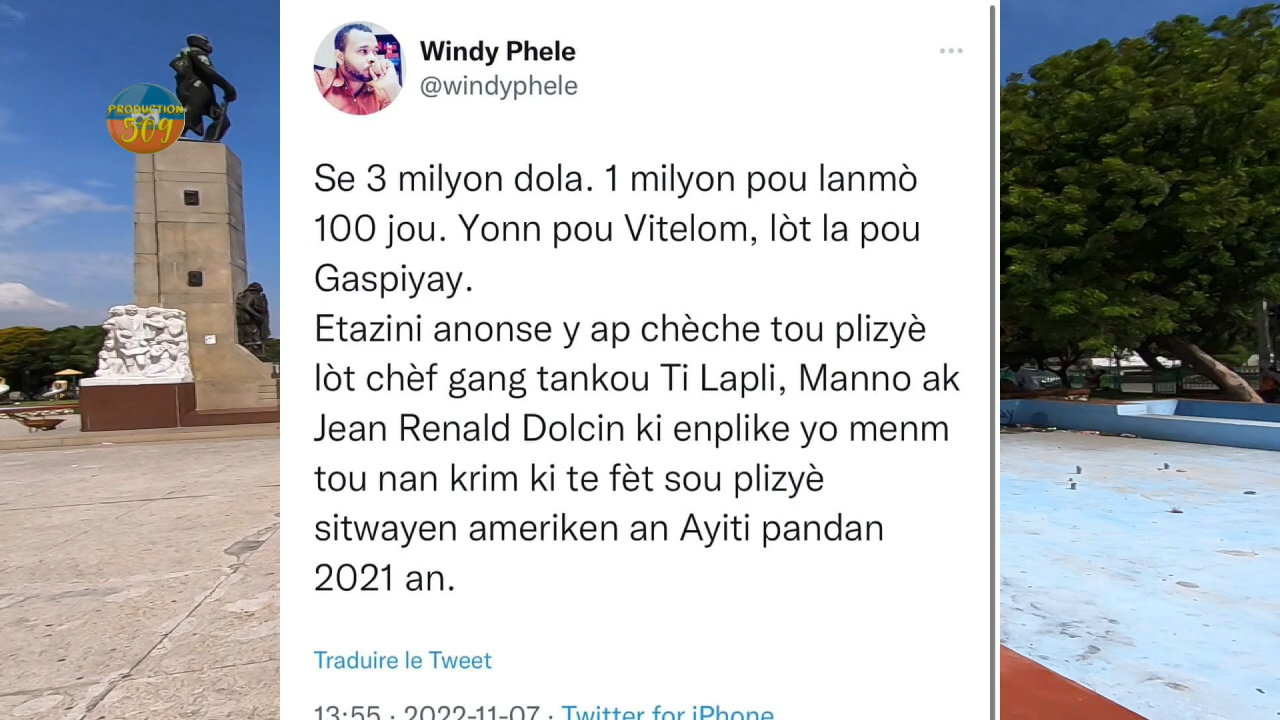 PRODUCTION
509
Windy Phele
@windyphele
Se 3 milyon dola. 1 milyon pou lanmò
100 jou. Yonn pou Vitelom, lòt la pou
Gaspiyay.
Etazini anonse y ap chèche tou plizyè
lòt chèf gang tankou Ti Lapli, Manno ak
Jean Renald Dolcin ki enplike yo menm
tou nan krim ki te fèt sou plizyè
sitwayen ameriken an Ayiti pandan
2021 an.
Traduire le Tweet
13:55 · 2022-11-07 · Twitter for iPhone